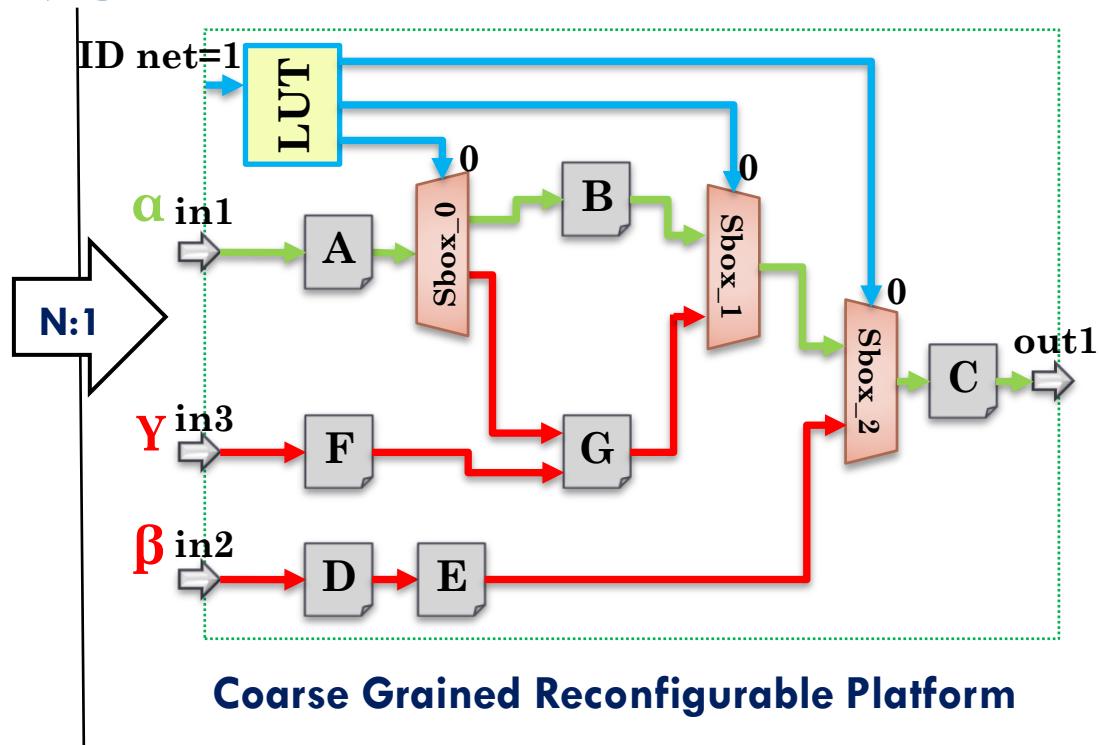 ID net=1
LUT
0
0
0
α in1
A
Sbox_0
B
Sbox_1
N:1
Sbox_2
C
out1
γ in3
F
G
β in2
D
E
Coarse Grained Reconfigurable Platform